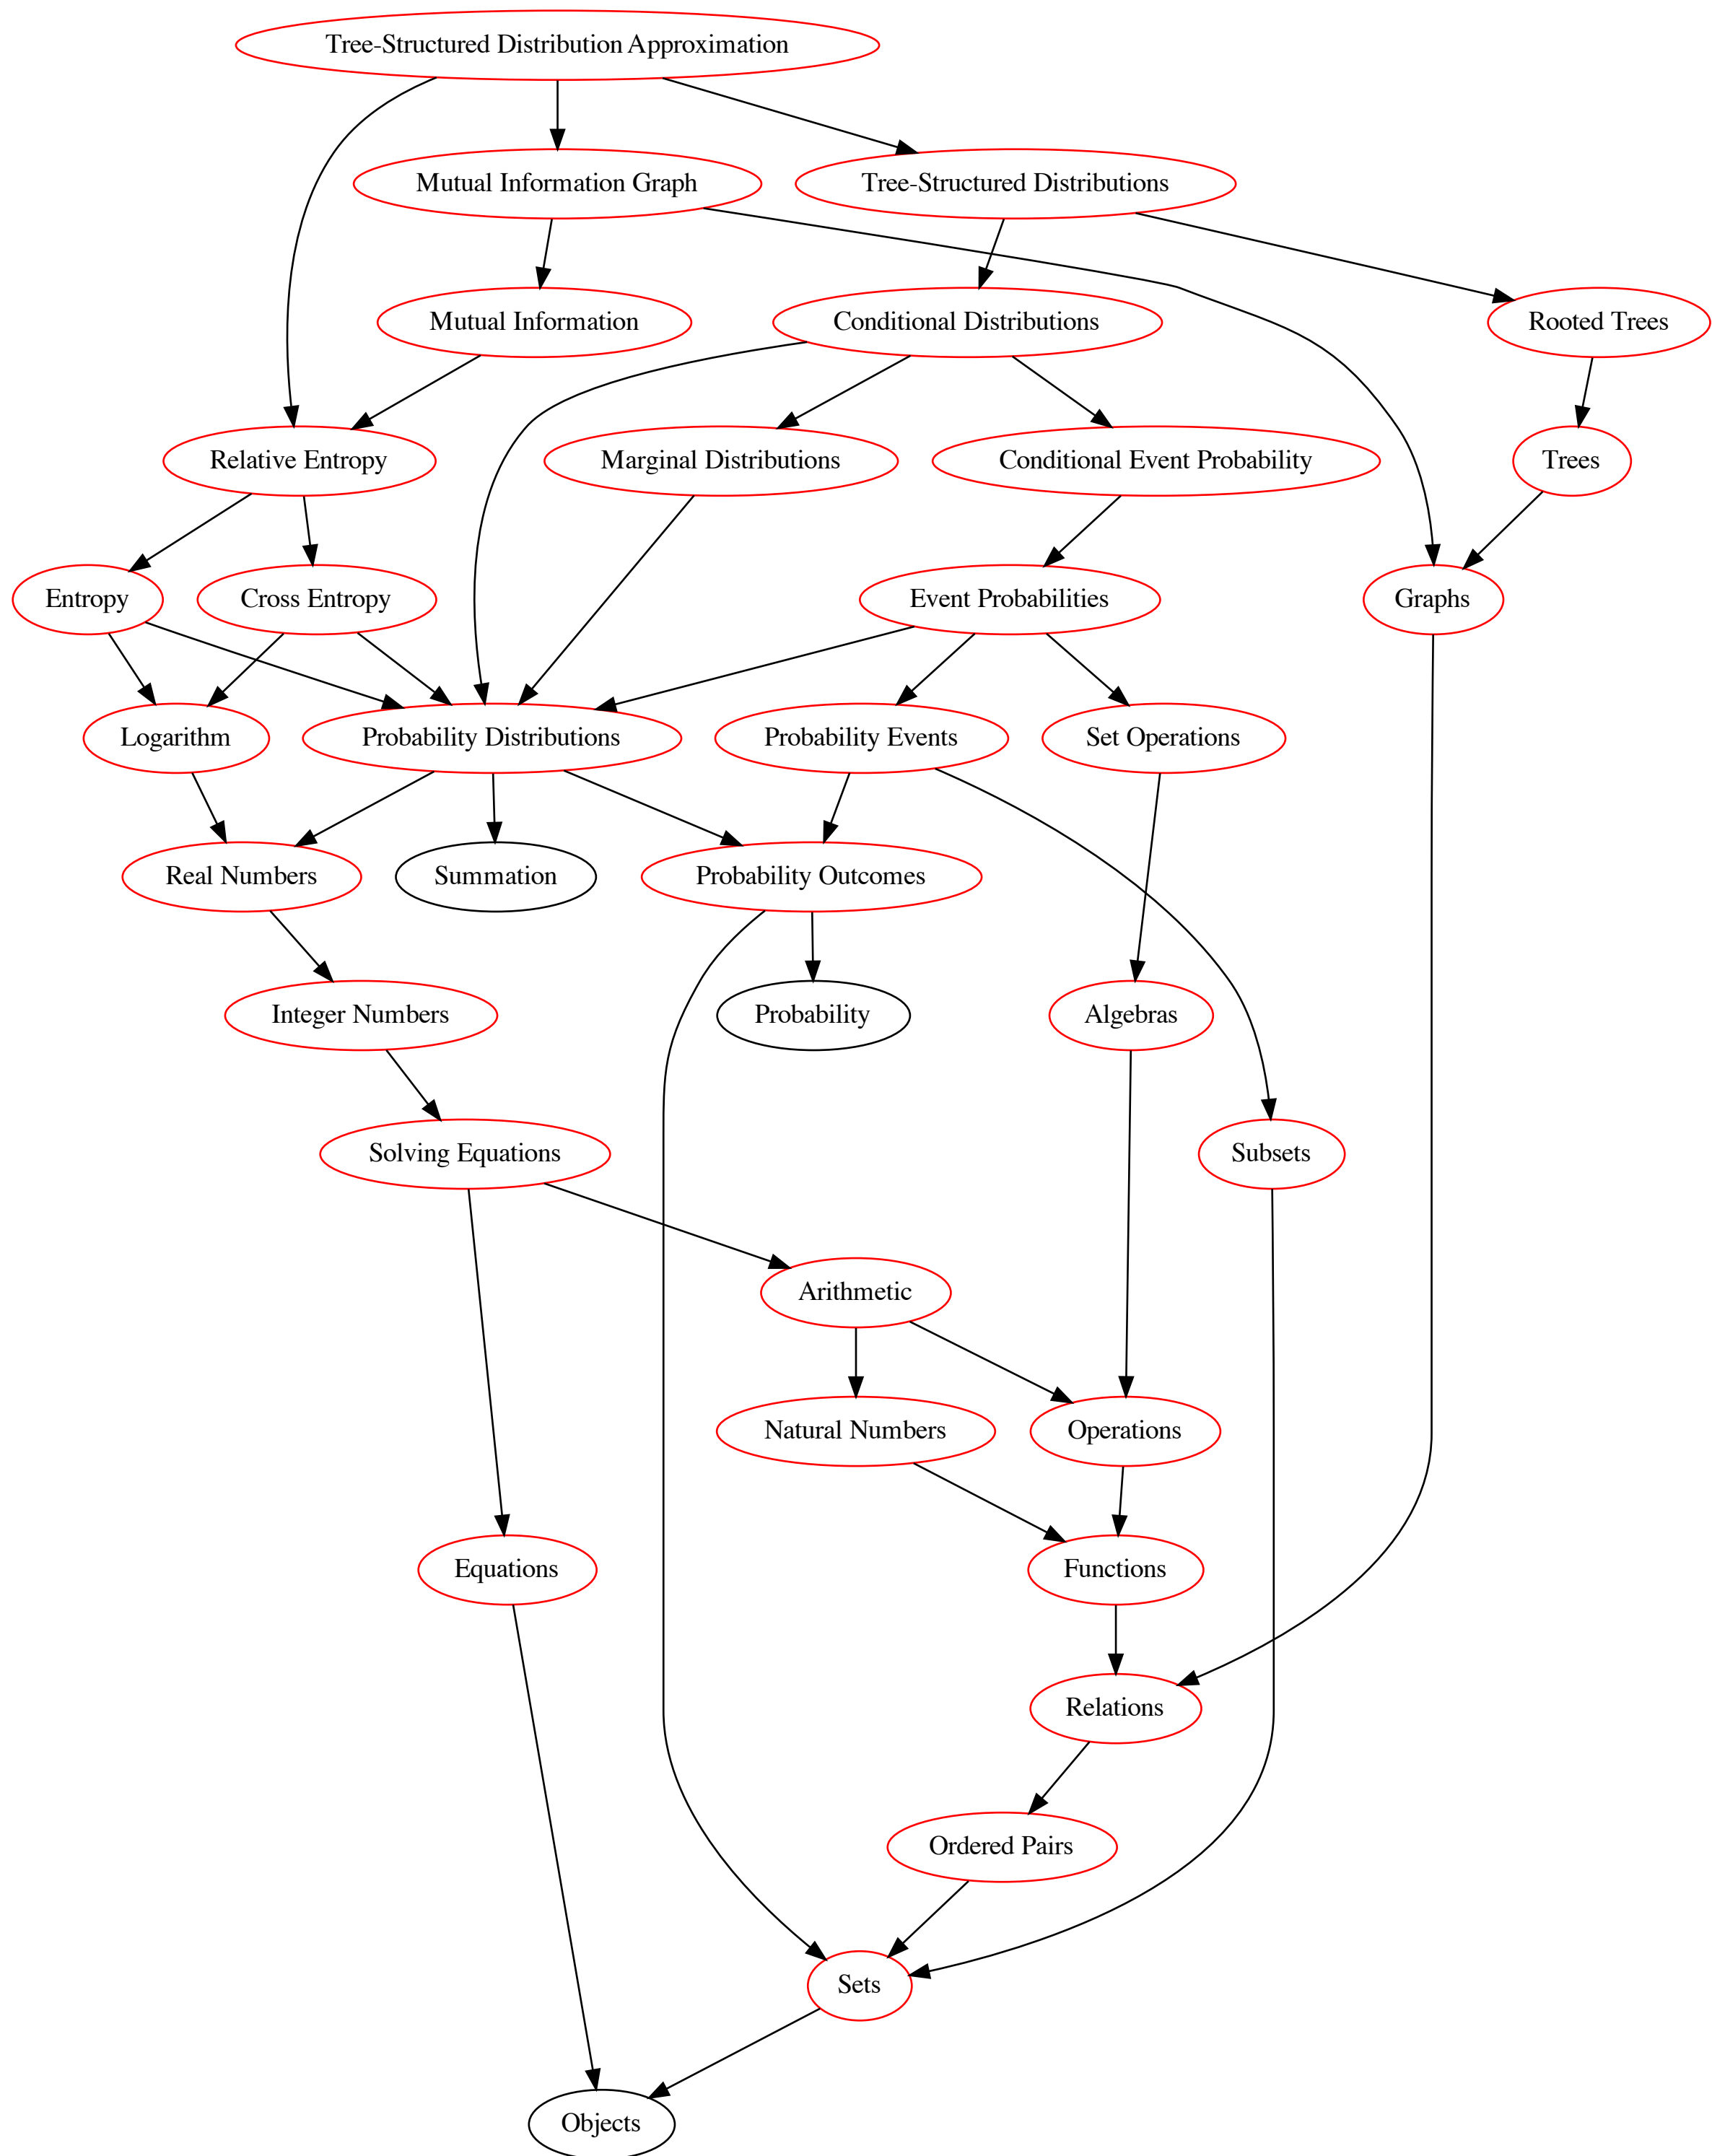 Tree-Structured Distribution Approximation
Mutual Information Graph
Tree-Structured Distributions
Mutual Information
Conditional Distributions
Rooted Trees
Relative Entropy
Marginal Distributions
Conditional Event Probability
Trees
Entropy
Cross Entropy
Event Probabilities
Graphs
Logarithm
Probability Distributions
Probability Events
Set Operations
Real Numbers
Summation
Probability Outcomes
Integer Numbers
Probability
Algebras
Solving Equations
Subsets
Arithmetic
Natural Numbers
Operations
Equations
Functions
Relations
Ordered Pairs
Sets
Objects